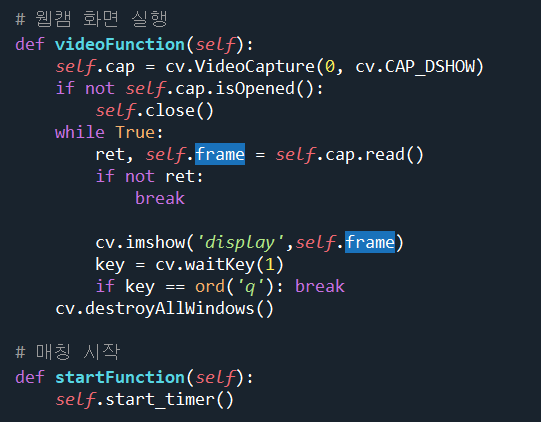 # 웹캠 화면 실행
def videoFunction(self):
    self.cap = cv.VideoCapture(0, cv.CAP_DSHOW)
    if not self.cap.isOpened():
        self.close()
    while True:
        ret, self.frame = self.cap.read()
        if not ret:
            break

        cv.imshow('display',self.frame)
        key = cv.waitKey(1)
        if key == ord('q'): break
    cv.destroyAllWindows()

# 매칭 시작
def startFunction(self):
    self.start_timer()